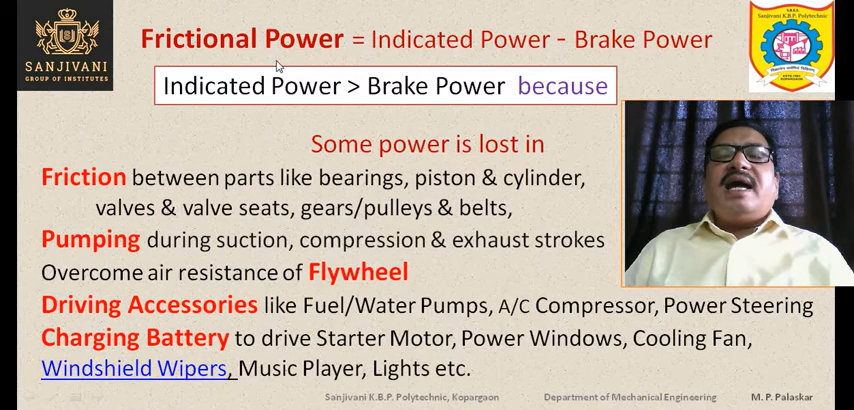 SANJIVANI
GROUP OF INSTITUTES
Frictional Power = Indicated Power - Brake Power
Sanjivani K.B.P. Polytechnic
Indicated Power > Brake Power because
Some power is lost in
Friction between parts like bearings, piston & cylinder,
valves & valve seats, gears/pulleys & belts,
Pumping during suction, compression & exhaust strokes
Overcome air resistance of Flywheel
Driving Accessories like Fuel/Water Pumps, A/C Compressor, Power Steering
Charging Battery to drive Starter Motor, Power Windows, Cooling Fan,
Windshield Wipers, Music Player, Lights etc.
Sanjivani K.B.P. Polytechnic, Kopargaon Department of Mechanical Engineering M. P. Palaskar